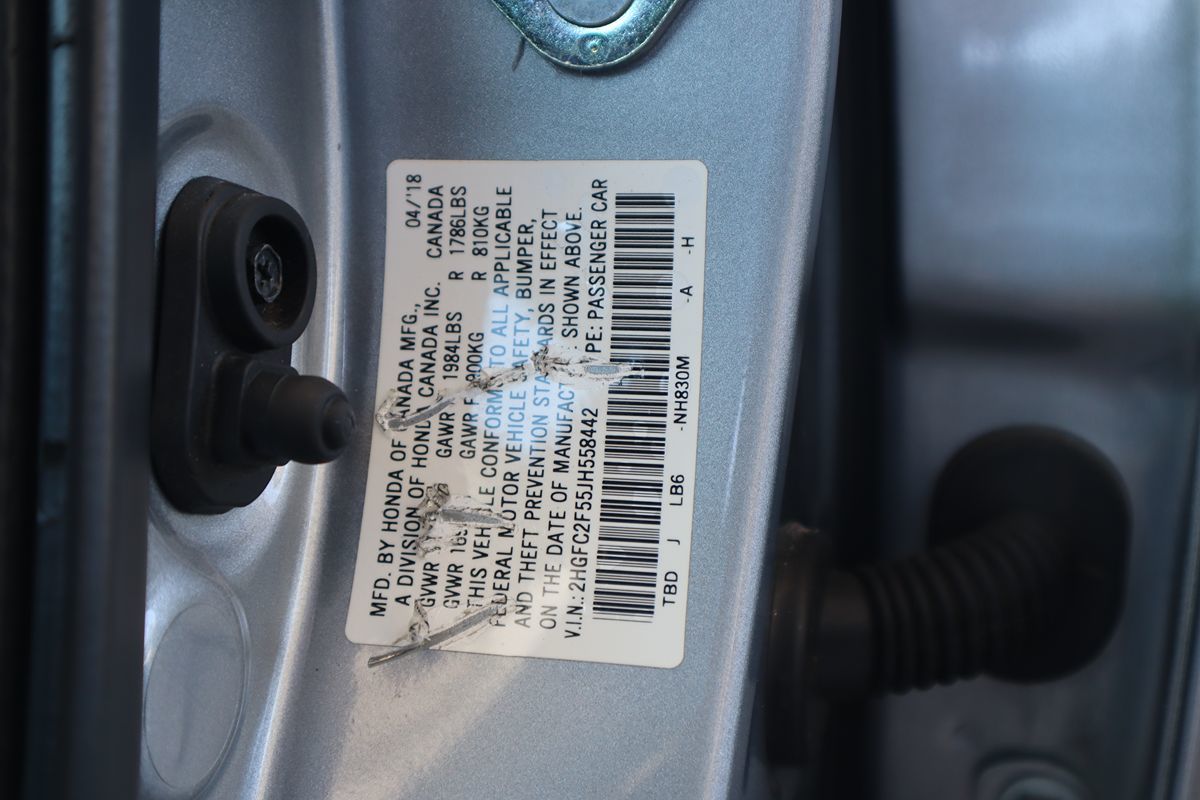 MFD. BY HONDA OF CANADA MFG., 04/'18
A DIVISION OF HONDA CANADA INC. CANADA
GVWR GAWR 1984LBS R 1786LBS
GVWR GAWR F 900KG R 810KG
THIS VEHICLE CONFORMS TO ALL APPLICABLE
FEDERAL MOTOR VEHICLE SAFETY, BUMPER,
AND THEFT PREVENTION STANDARDS IN EFFECT
ON THE DATE OF MANUFACT : SHOWN ABOVE.
V.I.N.: 2HGFC2F55JH558442 PE: PASSENGER CAR
TBD J LB6 -NH830M -A -H